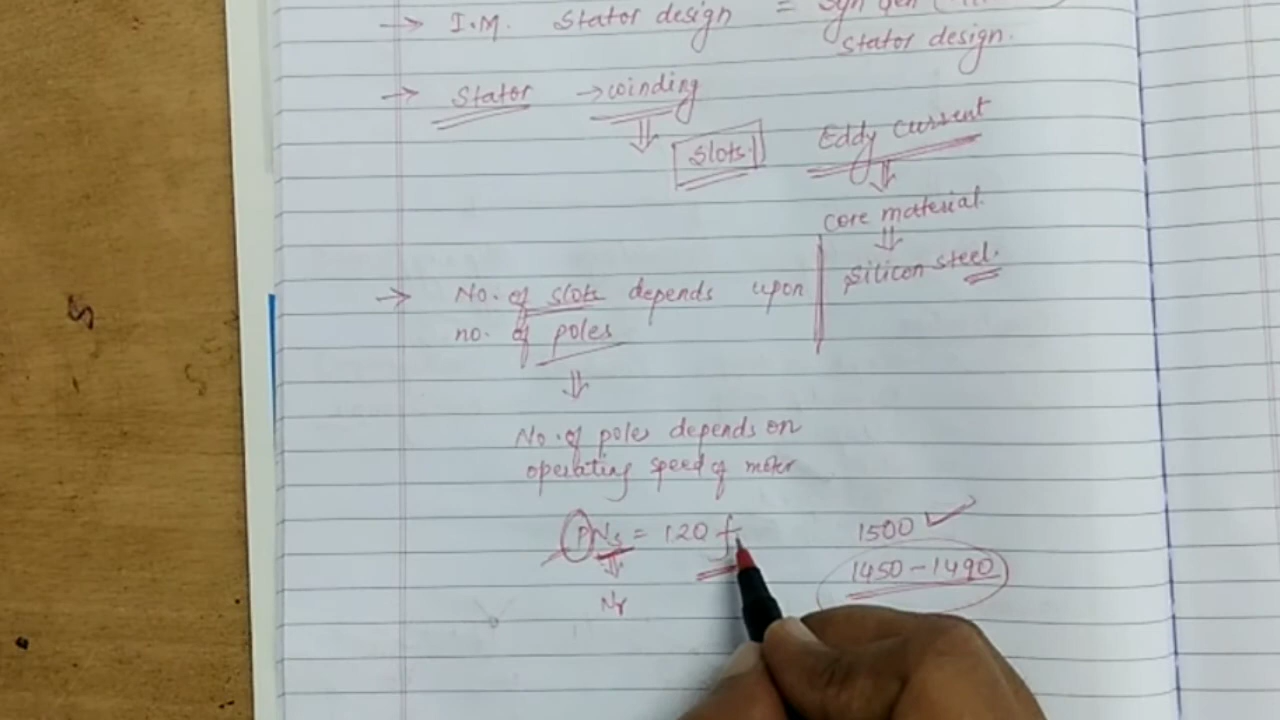 → I.M. Stator design = Syn gen
stator design.
→ Stator → winding
⇓
Slots Eddy current
⇓
Core material.
⇓
Silicon steel.
→ No. of slots depends upon
no. of poles
⇓
No. of poles depends on
operating speed of motor
PNs = 120 f 1500 ✓
⇓ 1450-1490
Nr